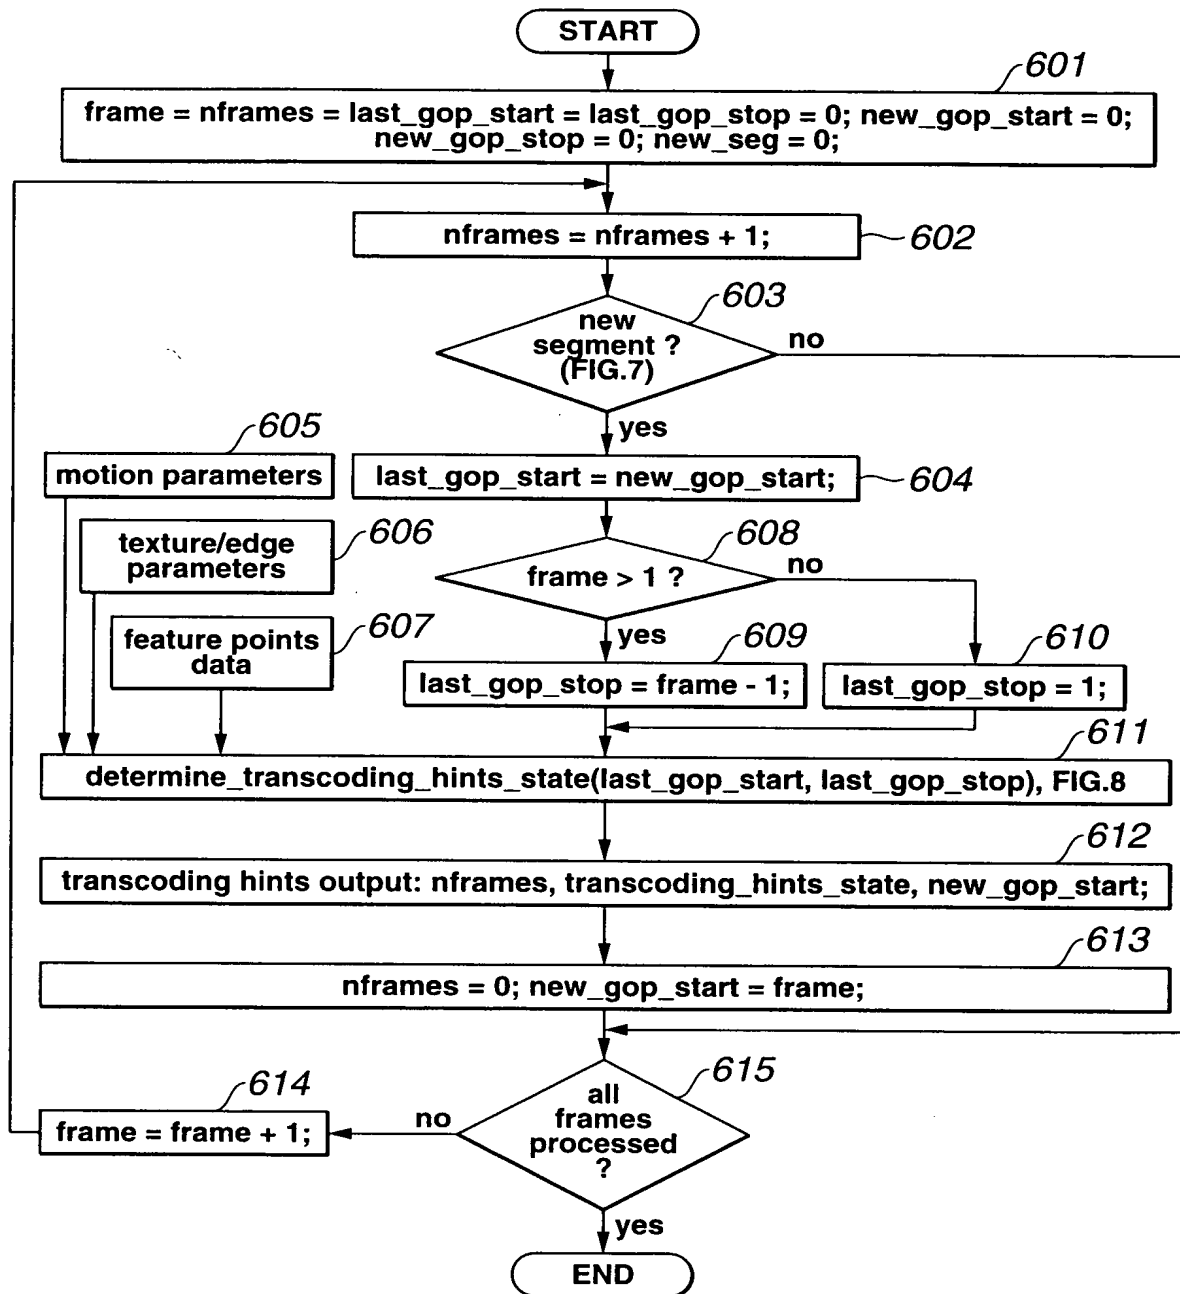 START
601
frame = nframes = last_gop_start = last_gop_stop = 0; new_gop_start = 0;
new_gop_stop = 0; new_seg = 0;
nframes = nframes + 1;
602
603
new
segment ?
(FIG.7)
no
yes
605
motion parameters
last_gop_start = new_gop_start;
604
606
texture/edge
parameters
608
frame > 1 ?
no
yes
607
feature points
data
609
last_gop_stop = frame - 1;
610
last_gop_stop = 1;
611
determine_transcoding_hints_state(last_gop_start, last_gop_stop), FIG.8
612
transcoding hints output: nframes, transcoding_hints_state, new_gop_start;
613
nframes = 0; new_gop_start = frame;
614
frame = frame + 1;
no
615
all
frames
processed
?
yes
END